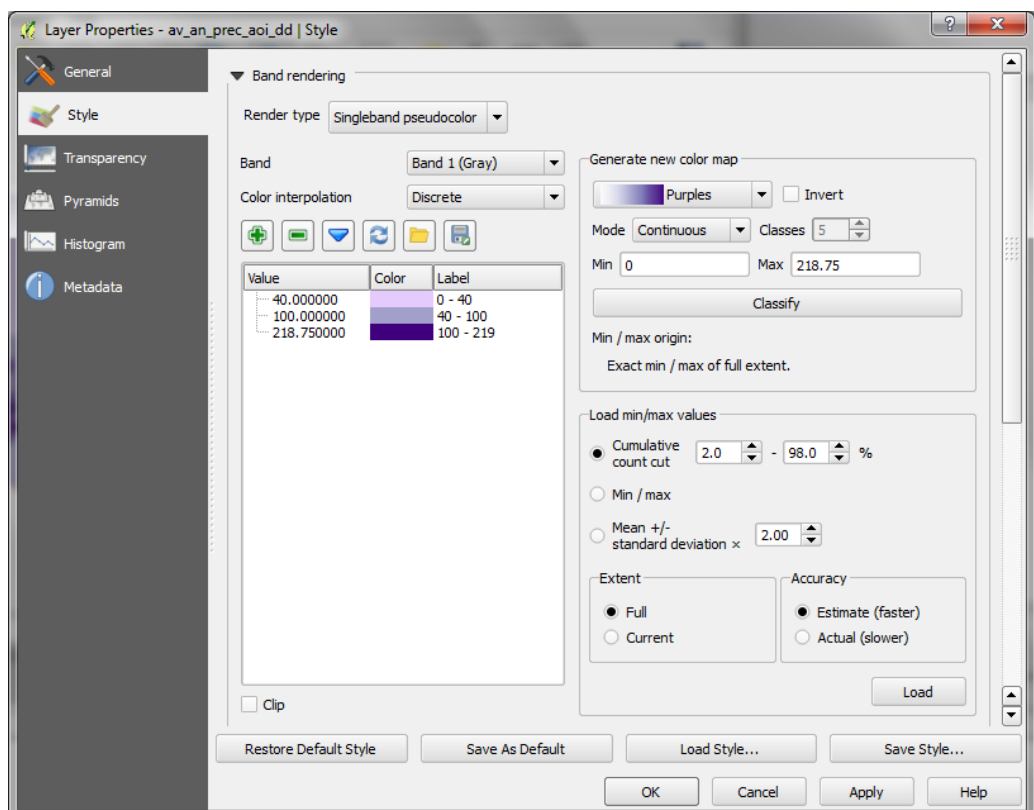 Layer Properties - av_an_prec_aoi_dd | Style
?
x
General
Style
Transparency
Pyramids
Histogram
Metadata
Band rendering
Render type Singleband pseudocolor
Band Band 1 (Gray)
Color interpolation Discrete
Value Color Label
40.000000 0 - 40
100.000000 40 - 100
218.750000 100 - 219
Clip
Generate new color map
Purples Invert
Mode Continuous Classes 5
Min 0 Max 218.75
Classify
Min / max origin:
Exact min / max of full extent.
Load min/max values
Cumulative
count cut 2.0 - 98.0 %
Min / max
Mean +/-
standard deviation × 2.00
Extent
Full
Current
Accuracy
Estimate (faster)
Actual (slower)
Load
Restore Default Style Save As Default Load Style... Save Style...
OK Cancel Apply Help